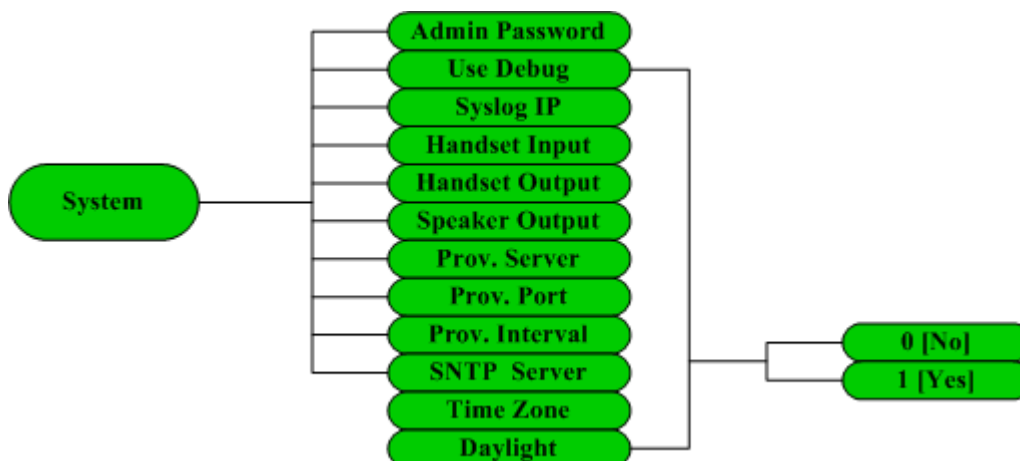 System
Admin Password
Use Debug
Syslog IP
Handset Input
Handset Output
Speaker Output
Prov. Server
Prov. Port
Prov. Interval
SNTP Server
Time Zone
Daylight
0 [No]
1 [Yes]